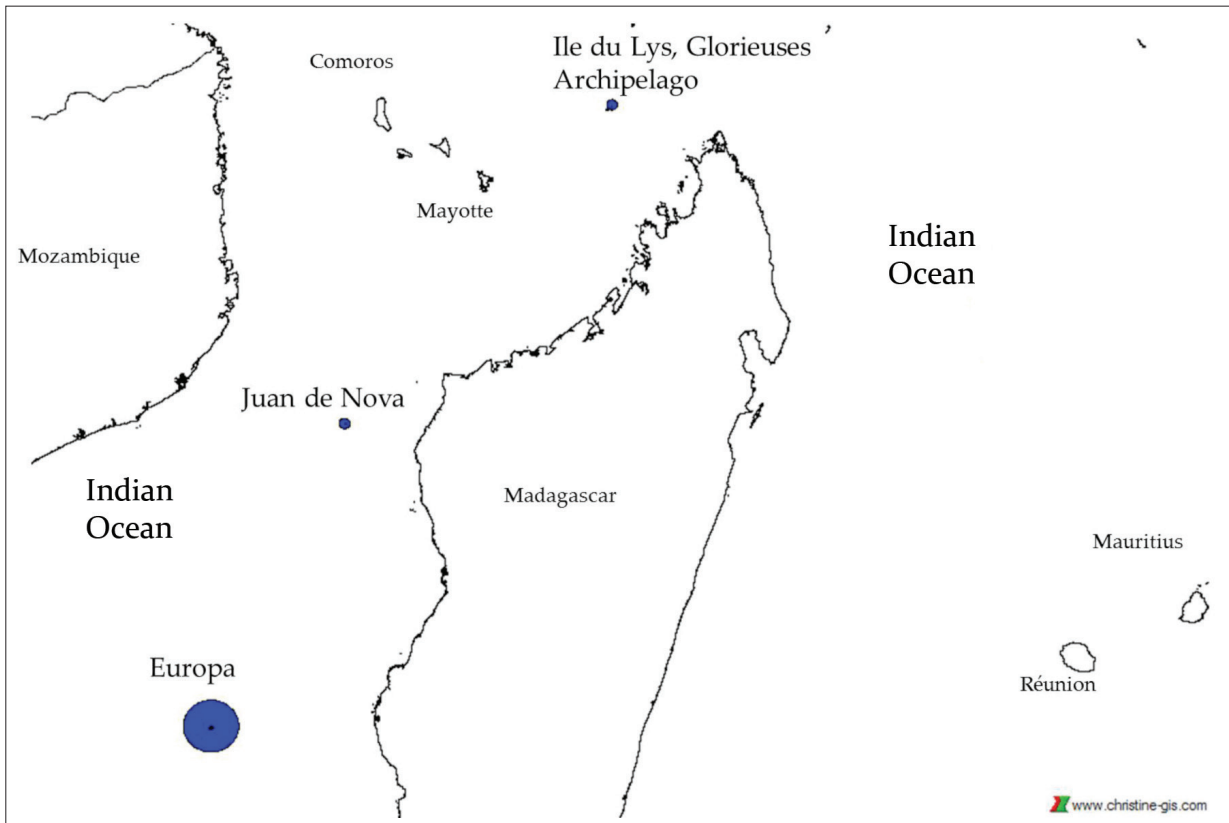 Ile du Lys, Glorieuses
Archipelago
Comoros
Mayotte
Mozambique
Indian
Ocean
Juan de Nova
Indian
Ocean
Madagascar
Mauritius
Europa
Réunion
www.christine-gis.com